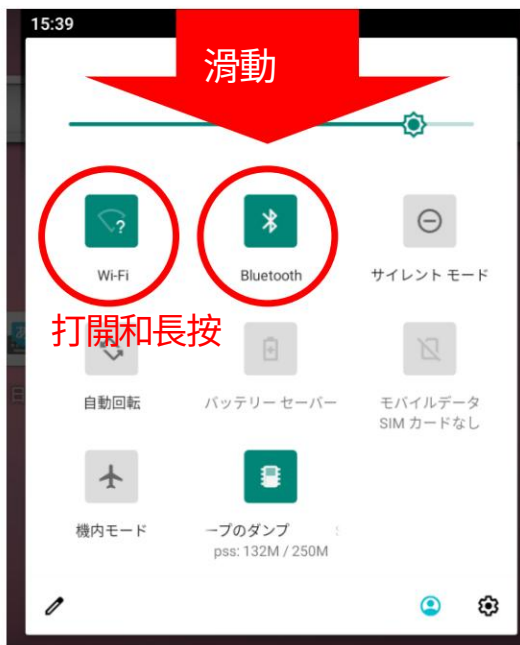 15:39
滑動
Wi-Fi
Bluetooth
サイレント モード
打開和長按
自動回転
バッテリー セーバー
モバイルデータ
SIM カードなし
機内モード
ープのダンプ
pss: 132M / 250M